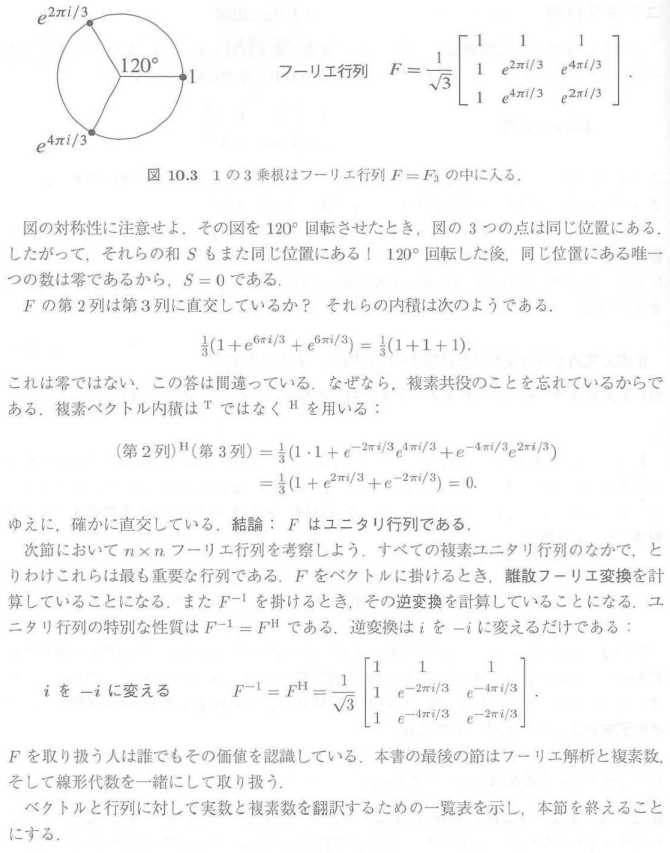 e^{2πi/3}
120°
1
e^{4πi/3}
フーリエ行列 F = \frac{1}{\sqrt{3}} \begin{bmatrix} 1 & 1 & 1 \\ 1 & e^{2πi/3} & e^{4πi/3} \\ 1 & e^{4πi/3} & e^{2πi/3} \end{bmatrix}.
図 10.3 1 の 3 乗根はフーリエ行列 F = F_3 の中に入る．
図の対称性に注意せよ．その図を 120° 回転させたとき，図の 3 つの点は同じ位置にある．
したがって，それらの和 S もまた同じ位置にある！ 120° 回転した後，同じ位置にある唯一
つの数は零であるから，S = 0 である．
F の第 2 列は第 3 列に直交しているか？ それらの内積は次のようである．
\frac{1}{3}(1 + e^{6πi/3} + e^{6πi/3}) = \frac{1}{3}(1 + 1 + 1).
これは零ではない．この答は間違っている．なぜなら，複素共役のことを忘れているからで
ある．複素ベクトル内積は ^T ではなく ^H を用いる：
(第 2 列)^H(第 3 列) = \frac{1}{3}(1·1 + e^{-2πi/3}e^{4πi/3} + e^{-4πi/3}e^{2πi/3})
= \frac{1}{3}(1 + e^{2πi/3} + e^{-2πi/3}) = 0.
ゆえに，確かに直交している．結論： F はユニタリ行列である．
次節において n×n フーリエ行列を考察しよう．すべての複素ユニタリ行列のなかで，と
りわけこれらは最も重要な行列である．F をベクトルに掛けるとき，離散フーリエ変換を計
算していることになる．また F^{-1} を掛けるとき，その逆変換を計算していることになる．ユ
ニタリ行列の特別な性質は F^{-1} = F^H である．逆変換は i を −i に変えるだけである：
i を −i に変える F^{-1} = F^H = \frac{1}{\sqrt{3}} \begin{bmatrix} 1 & 1 & 1 \\ 1 & e^{-2πi/3} & e^{-4πi/3} \\ 1 & e^{-4πi/3} & e^{-2πi/3} \end{bmatrix}.
F を取り扱う人は誰でもその価値を認識している．本書の最後の節はフーリエ解析と複素数，
そして線形代数を一緒にして取り扱う．
ベクトルと行列に対して実数と複素数を翻訳するための一覧表を示し，本節を終えること
にする．